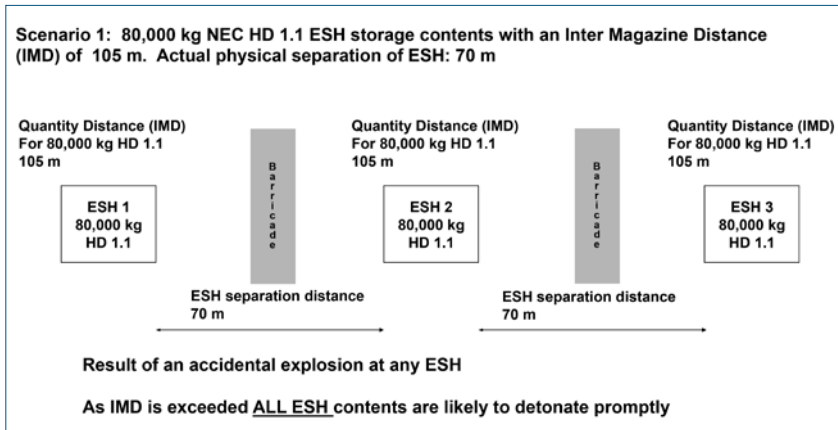 Scenario 1:  80,000 kg NEC HD 1.1 ESH storage contents with an Inter Magazine Distance
(IMD) of  105 m.  Actual physical separation of ESH: 70 m
Quantity Distance (IMD)
For 80,000 kg HD 1.1
105 m
Quantity Distance (IMD)
For 80,000 kg HD 1.1
105 m
Quantity Distance (IMD)
For 80,000 kg HD 1.1
105 m
ESH 1
80,000 kg
HD 1.1
Barricade
ESH 2
80,000 kg
HD 1.1
Barricade
ESH 3
80,000 kg
HD 1.1
ESH separation distance
70 m
ESH separation distance
70 m
Result of an accidental explosion at any ESH
As IMD is exceeded ALL ESH contents are likely to detonate promptly